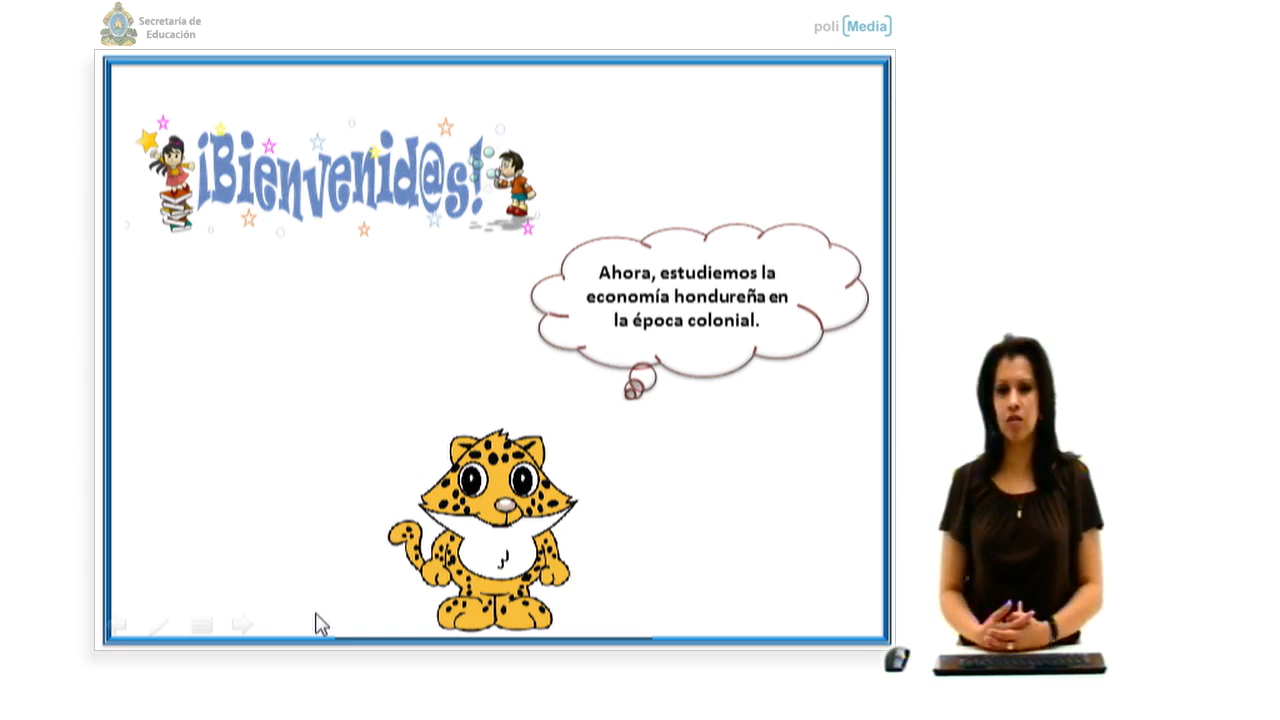 Secretaría de
Educación
poli [Media]
¡Bienvenid@s!
Ahora, estudiemos la
economía hondureña en
la época colonial.